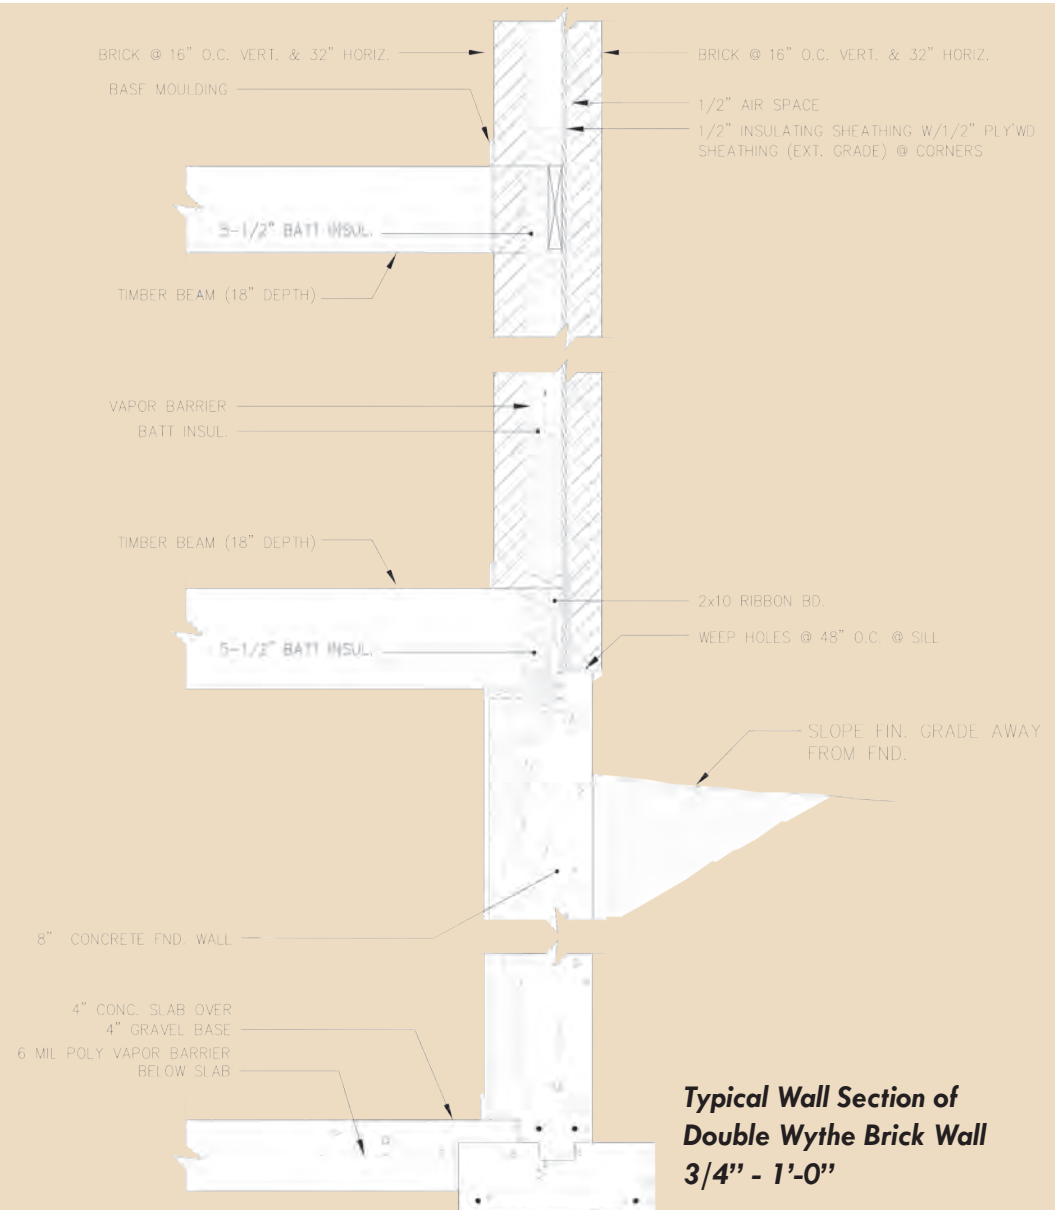 BRICK @ 16" O.C. VERT. & 32" HORIZ.
BRICK @ 16" O.C. VERT. & 32" HORIZ.
BASE MOULDING
1/2" AIR SPACE
1/2" INSULATING SHEATHING W/1/2" PLY'WD
SHEATHING (EXT. GRADE) @ CORNERS
5-1/2" BATT INSUL.
TIMBER BEAM (18" DEPTH)
VAPOR BARRIER
BATT INSUL.
TIMBER BEAM (18" DEPTH)
2x10 RIBBON BD.
WEEP HOLES @ 48" O.C. @ SILL
5-1/2" BATT INSUL.
SLOPE FIN. GRADE AWAY
FROM FND.
8" CONCRETE FND. WALL
4" CONC. SLAB OVER
4" GRAVEL BASE
6 MIL POLY VAPOR BARRIER
BELOW SLAB
Typical Wall Section of
Double Wythe Brick Wall
3/4" - 1'-0"